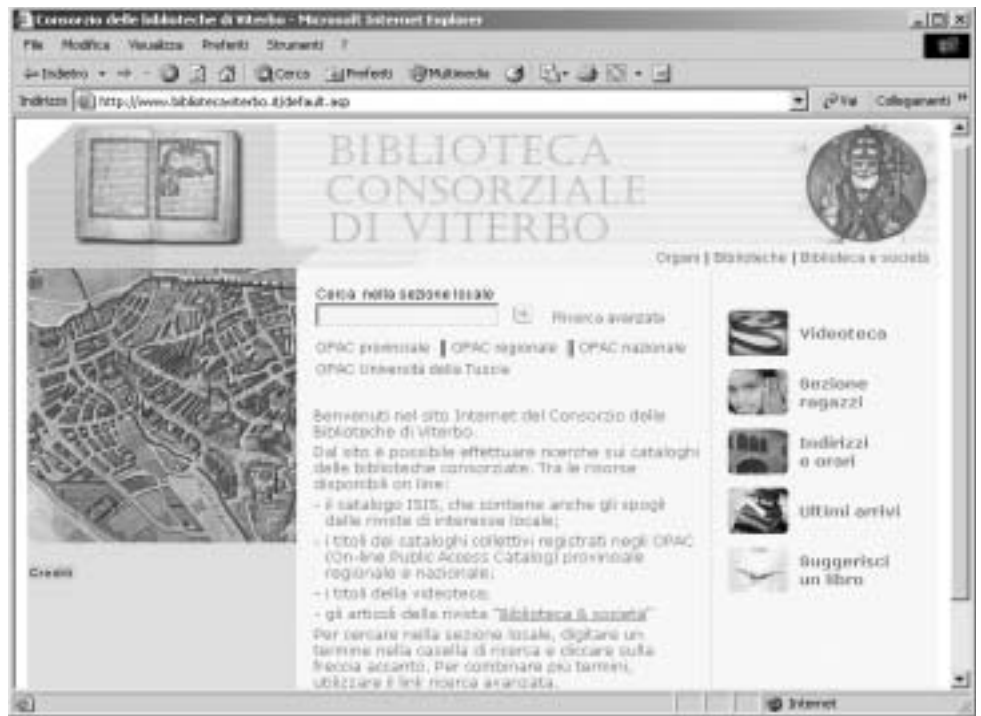 Consorzio delle biblioteche di Viterbo - Microsoft Internet Explorer
File Modifica Visualizza Preferiti Strumenti ?
Indietro Cerca Preferiti Multimedia
Indirizzo http://www.bibliotecaviterbo.it/default.asp Vai Collegamenti »
BIBLIOTECA
CONSORZIALE
DI VITERBO
Organi | Biblioteche | Biblioteca e società
Cerca nella sezione locale
Ricerca avanzata
OPAC provinciale | OPAC regionale | OPAC nazionale
OPAC Università della Tuscia
Benvenuti nel sito Internet del Consorzio delle
Biblioteche di Viterbo.
Dal sito è possibile effettuare ricerche sui cataloghi
delle biblioteche consorziate. Tra le risorse
disponibili on line:
- il catalogo ISIS, che contiene anche gli spogli
delle riviste di interesse locale;
- i titoli dei cataloghi collettivi registrati negli OPAC
(On-line Public Access Catalog) provinciale
regionale e nazionale;
- i titoli della videoteca;
- gli articoli della rivista "Biblioteca & società"
Per cercare nella sezione locale, digitare un
termine nella casella di ricerca e cliccare sulla
freccia accanto. Per combinare più termini,
utilizzare il link ricerca avanzata.
Videoteca
Sezione
ragazzi
Indirizzi
e orari
Ultimi arrivi
Suggerisci
un libro
Credits
Internet